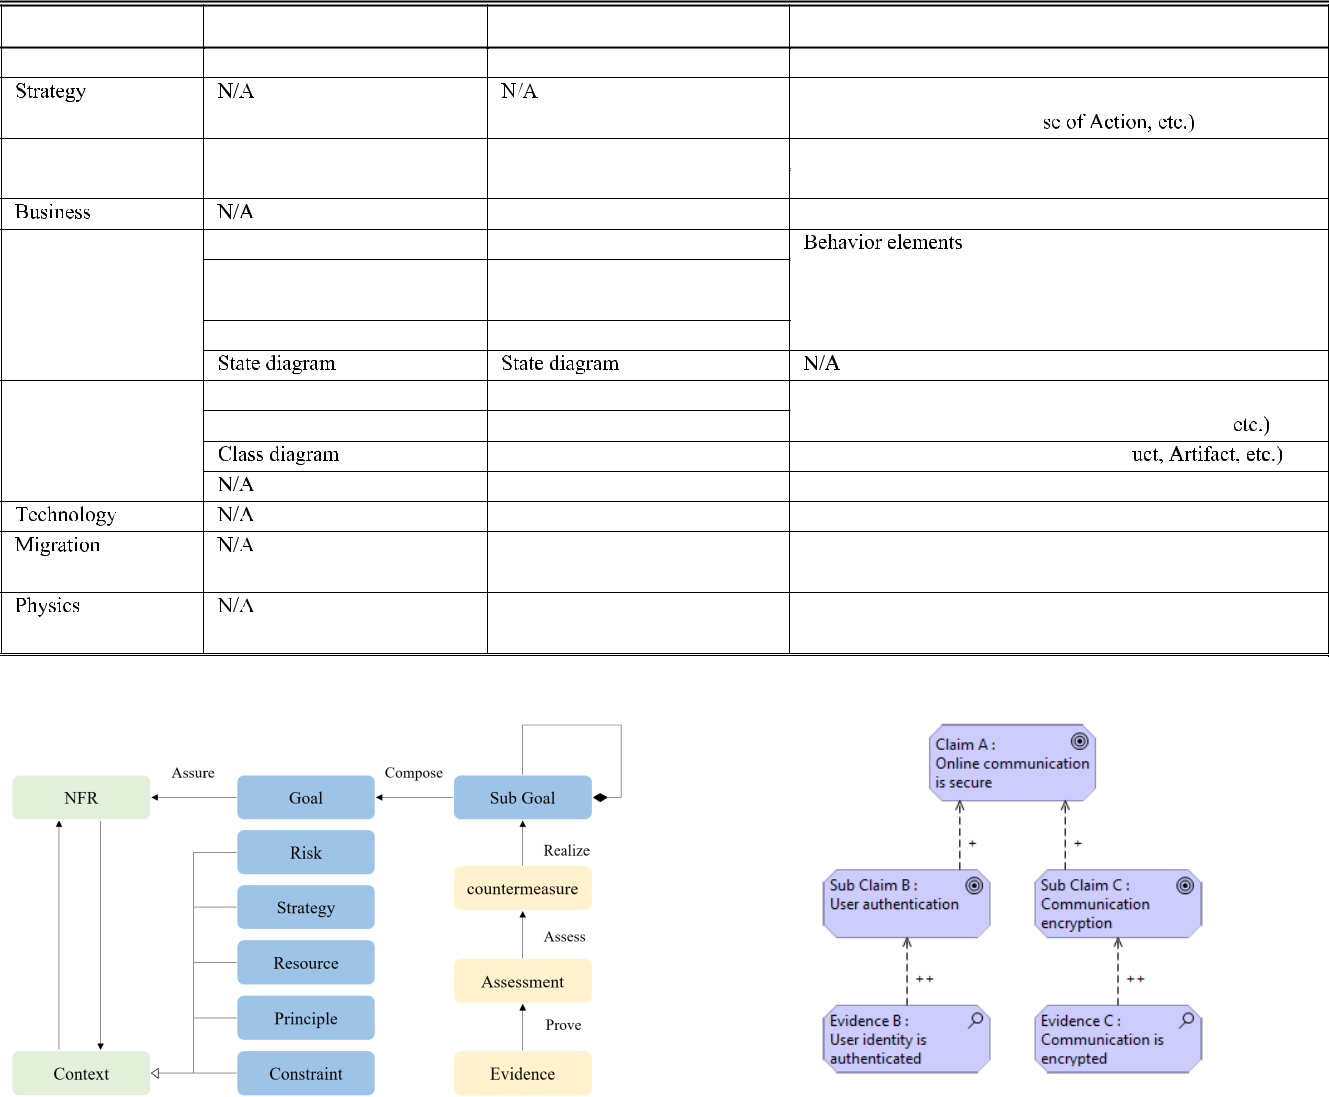 Strategy N/A N/A
se of Action, etc.)
Business N/A
Behavior elements
State diagram State diagram N/A
etc.)
Class diagram uct, Artifact, etc.)
N/A
Technology N/A
Migration N/A
Physics N/A
NFR
Assure
Goal
Compose
Sub Goal
Risk
Realize
Strategy
countermeasure
Assess
Resource
Assessment
Principle
Prove
Context
Constraint
Evidence
Claim A :
Online communication
is secure
+
+
Sub Claim B :
User authentication
Sub Claim C :
Communication
encryption
++
++
Evidence B :
User identity is
authenticated
Evidence C :
Communication is
encrypted